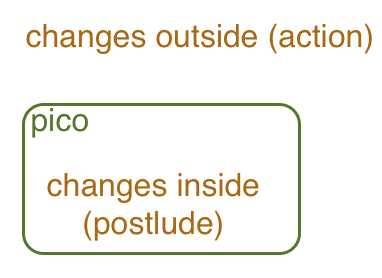 changes outside (action)
pico
changes inside
(postlude)